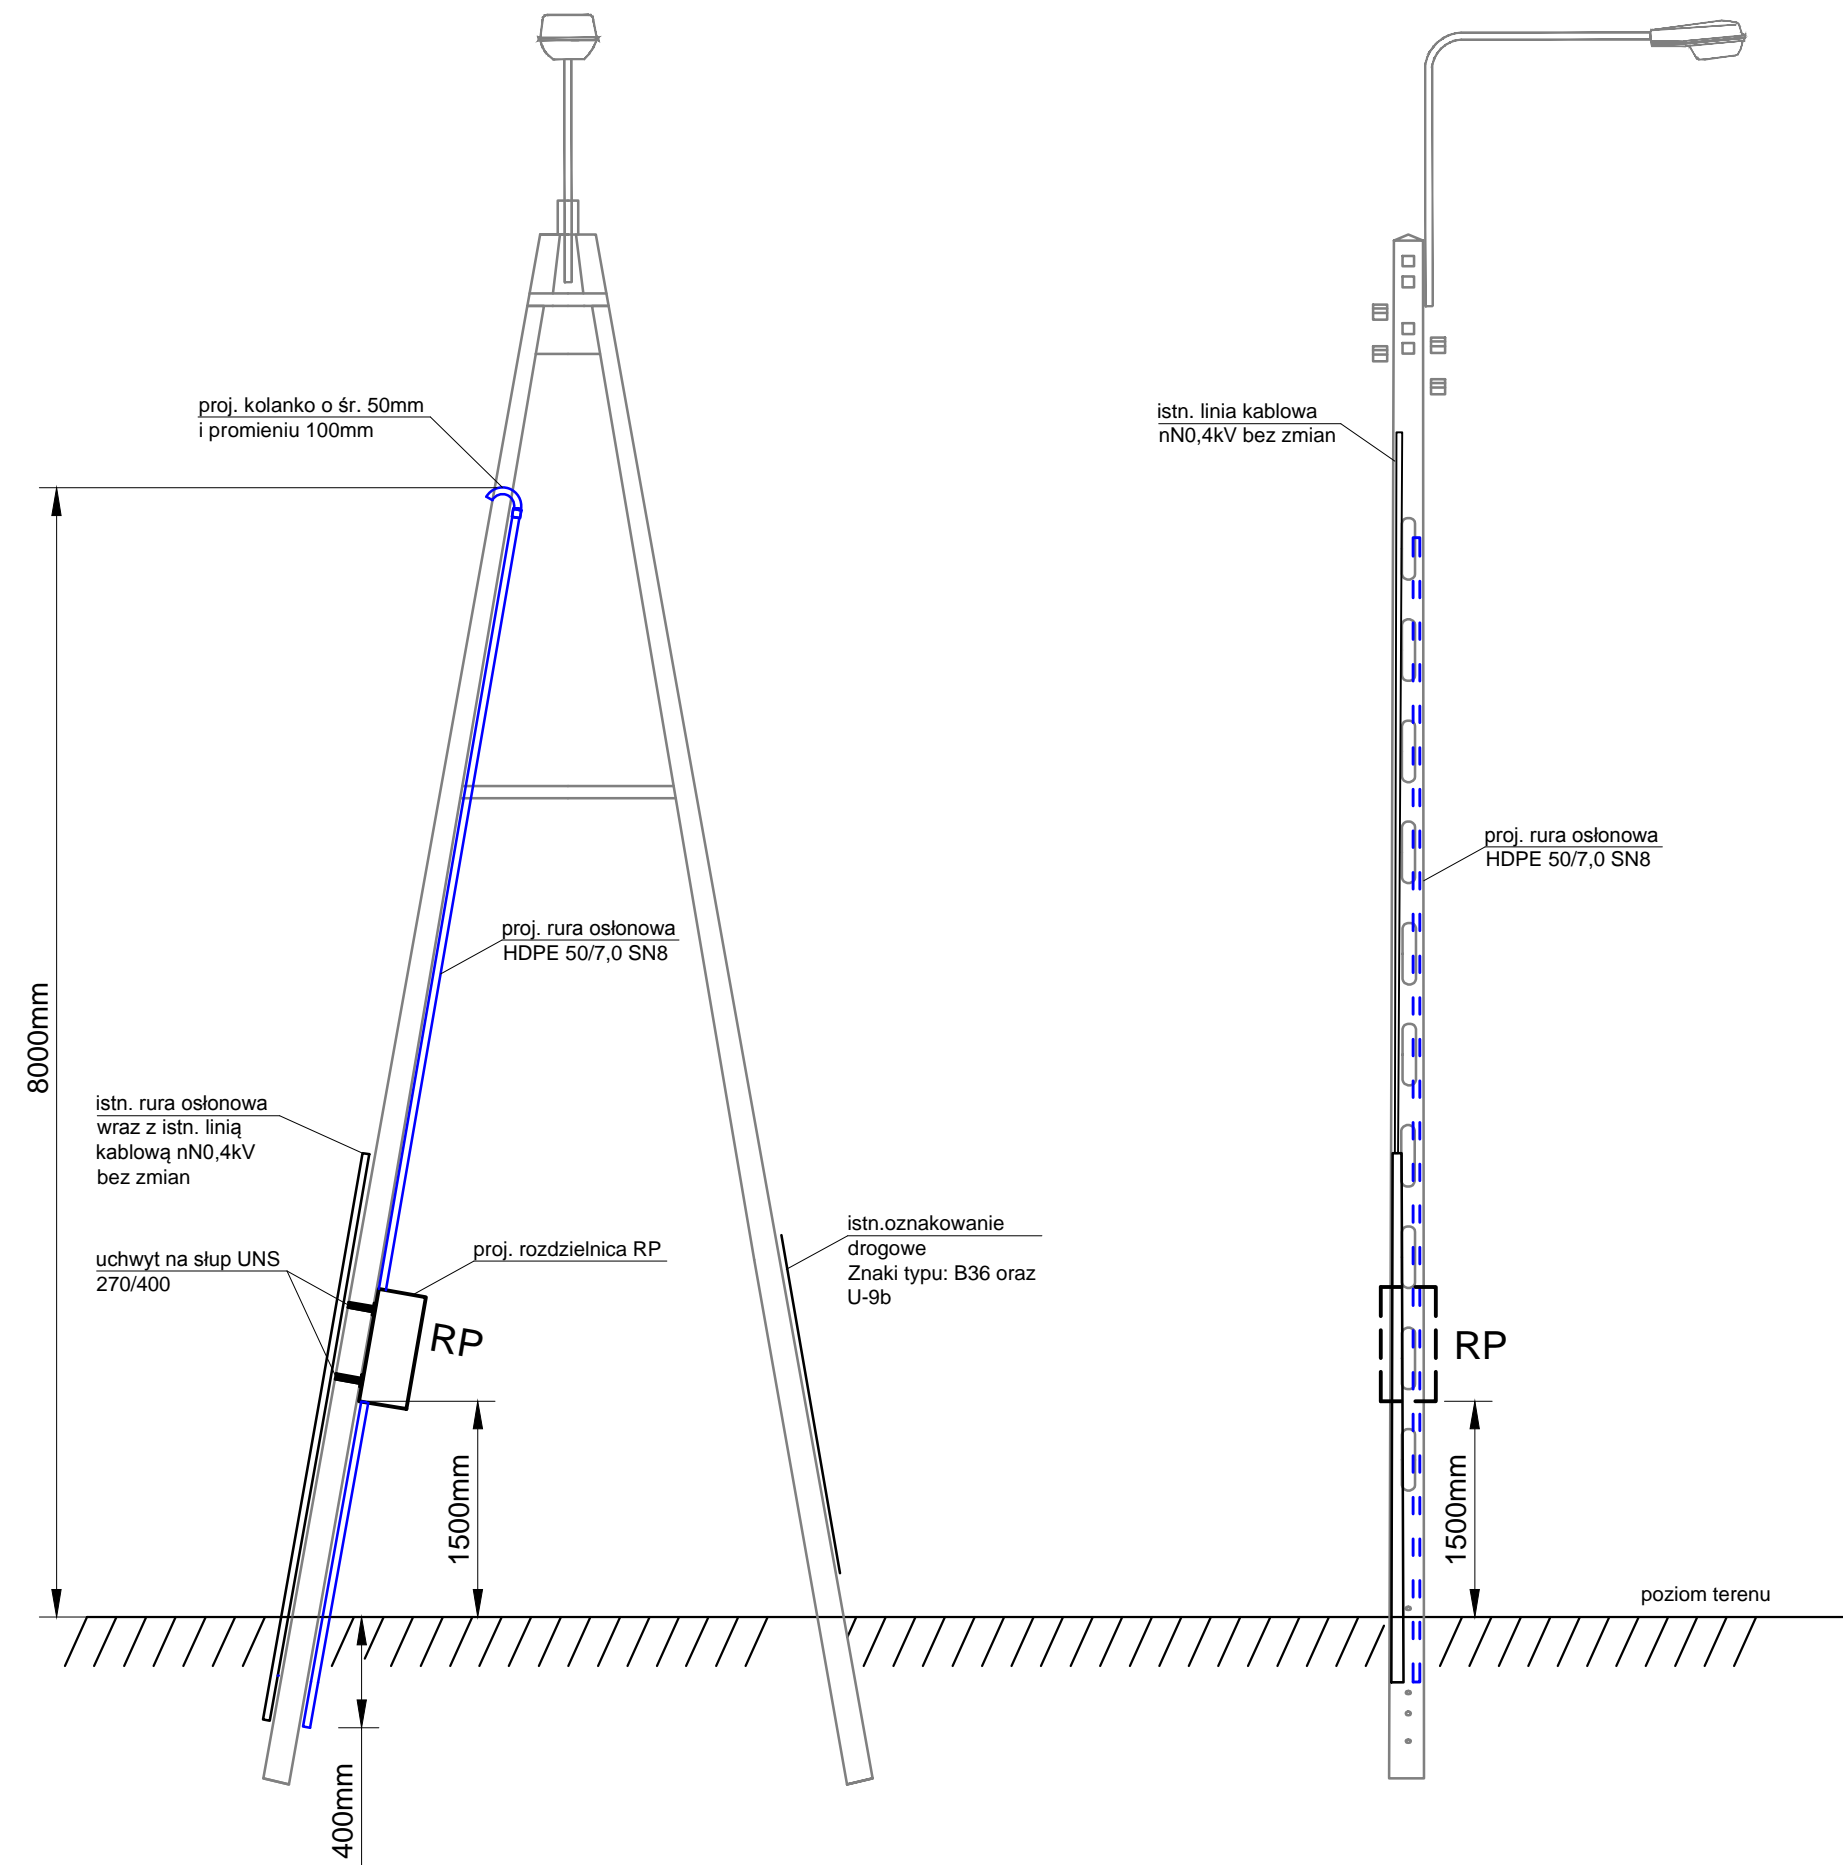 proj. kolanko o śr. 50mm
i promieniu 100mm
istn. linia kablowa
nN0,4kV bez zmian
proj. rura osłonowa
HDPE 50/7,0 SN8
proj. rura osłonowa
HDPE 50/7,0 SN8
8000mm
istn. rura osłonowa
wraz z istn. linią
kablową nN0,4kV
bez zmian
uchwyt na słup UNS
270/400
proj. rozdzielnica RP
istn.oznakowanie
drogowe
Znaki typu: B36 oraz
U-9b
RP
RP
1500mm
1500mm
poziom terenu
400mm